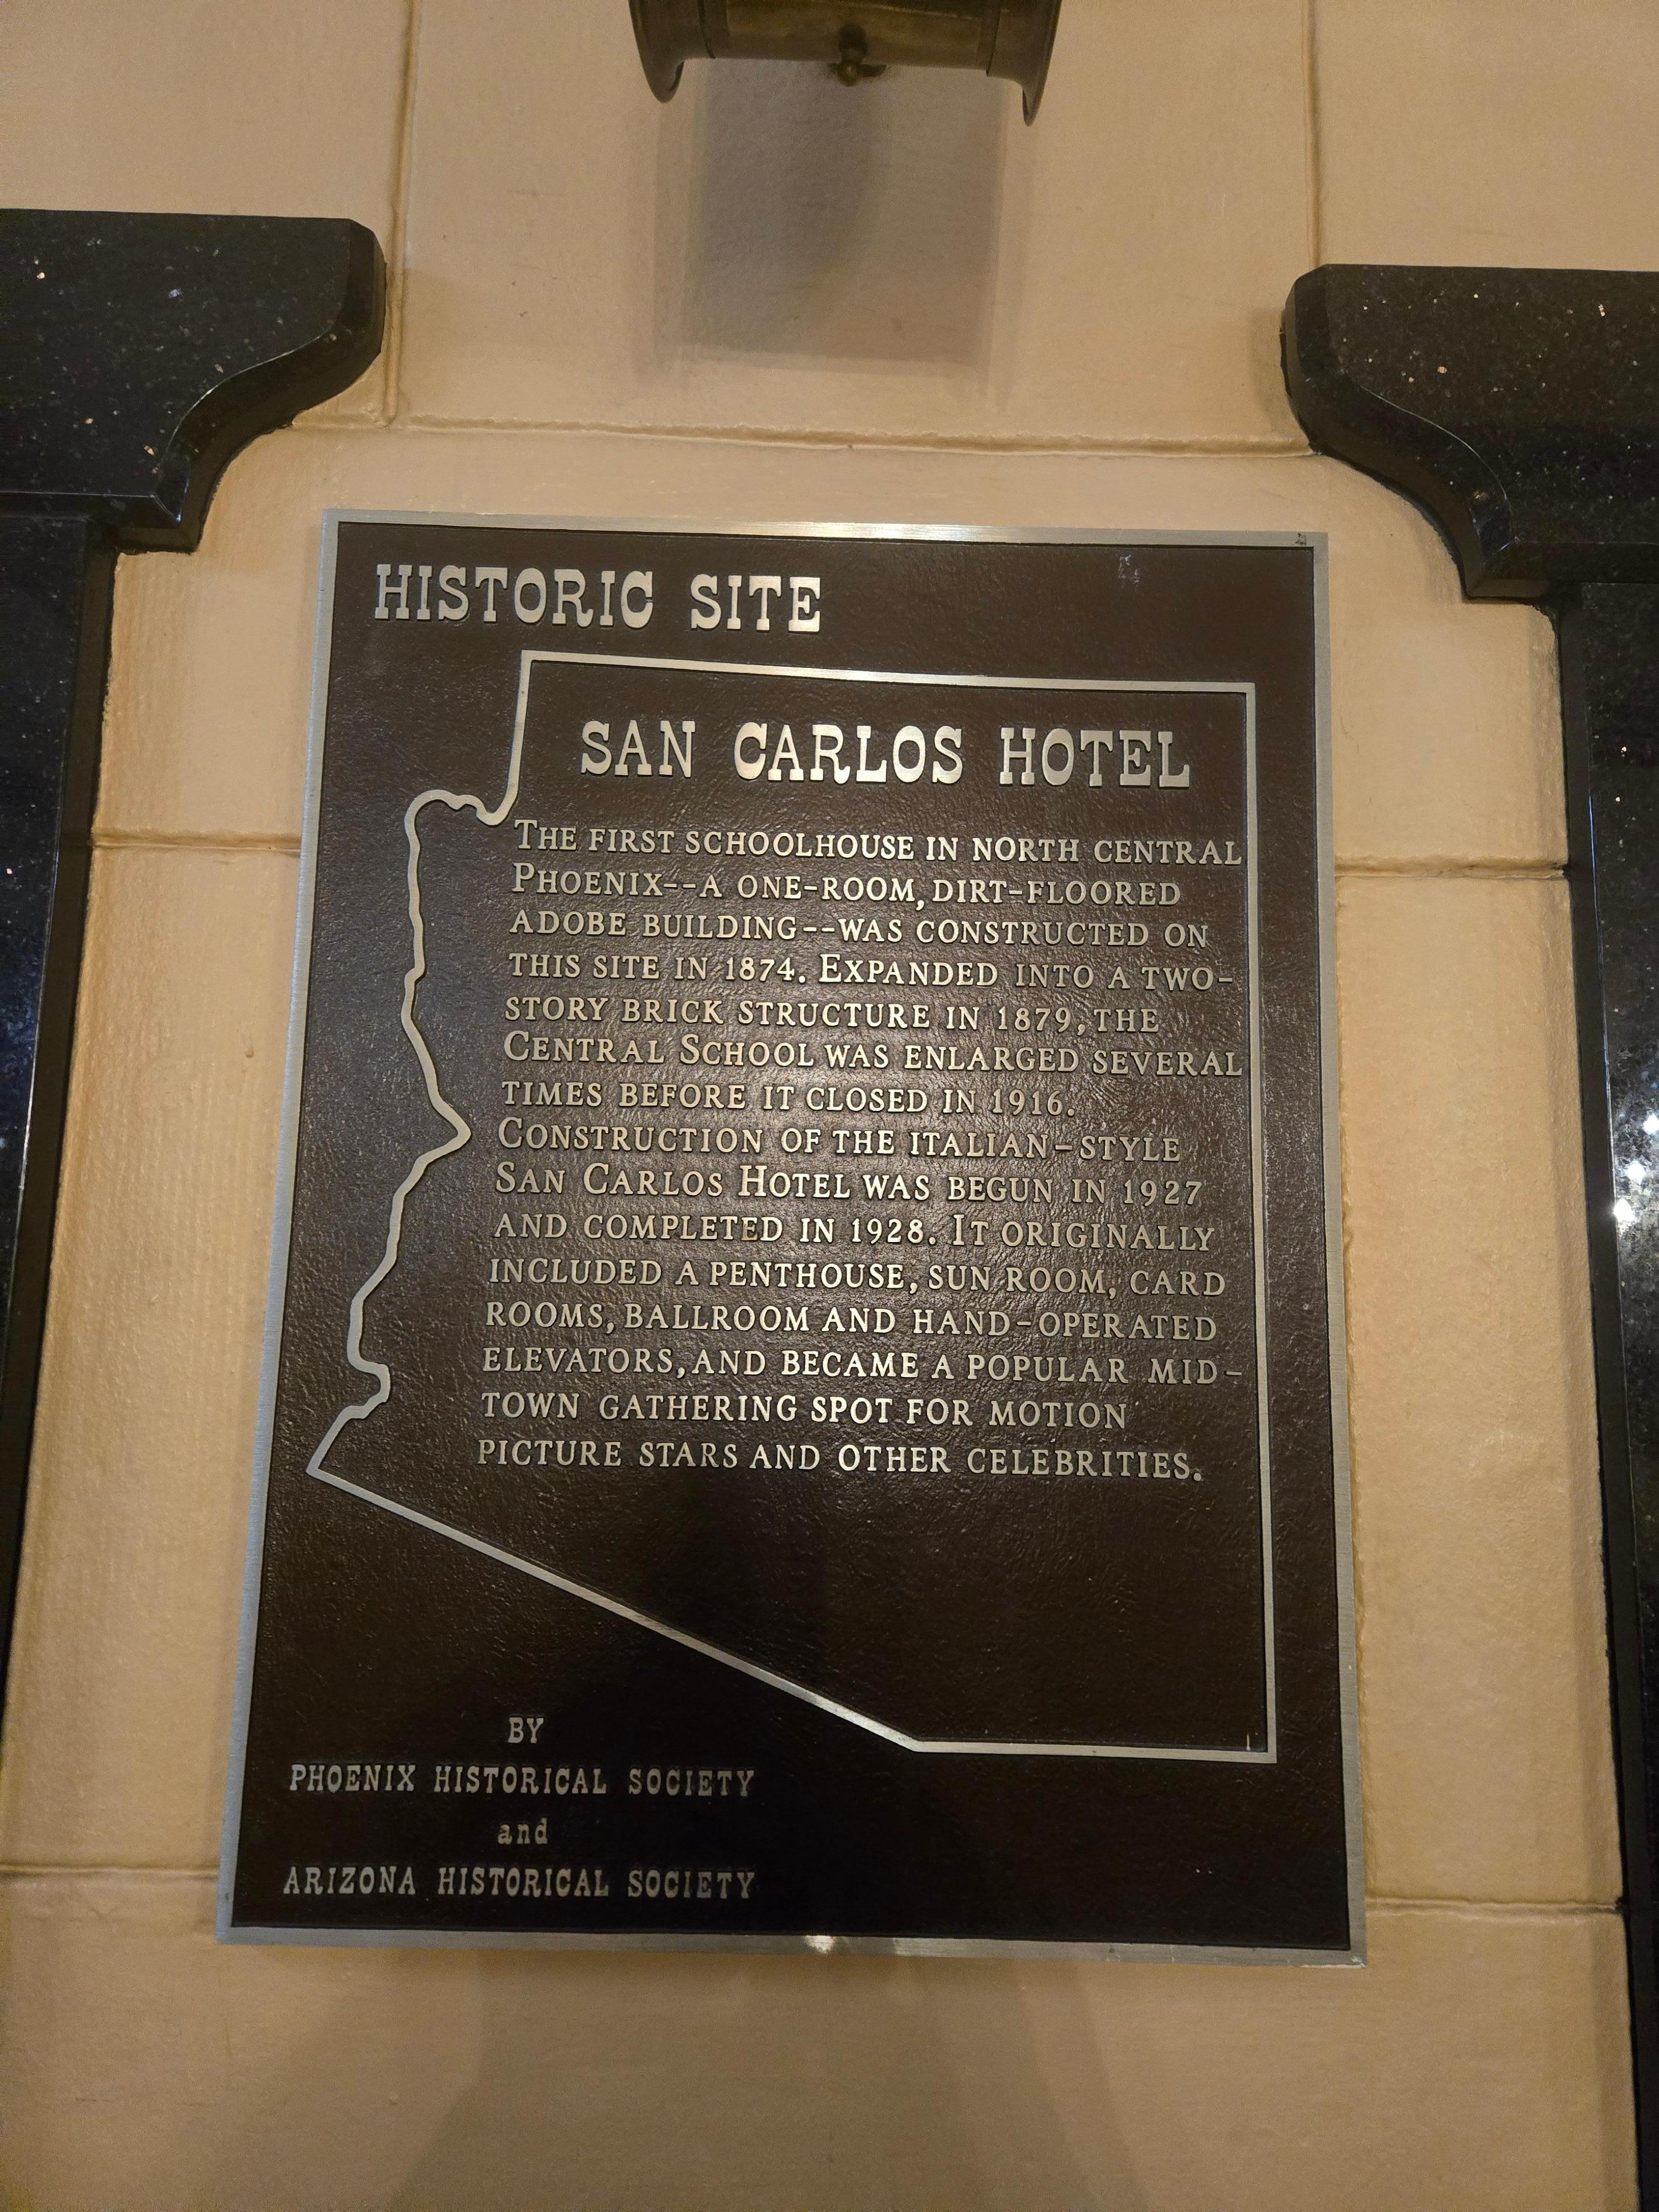 HISTORIC SITE
SAN CARLOS HOTEL
THE FIRST SCHOOLHOUSE IN NORTH CENTRAL
PHOENIX--A ONE-ROOM, DIRT-FLOORED
ADOBE BUILDING--WAS CONSTRUCTED ON
THIS SITE IN 1874. EXPANDED INTO A TWO-
STORY BRICK STRUCTURE IN 1879, THE
CENTRAL SCHOOL WAS ENLARGED SEVERAL
TIMES BEFORE IT CLOSED IN 1916.
CONSTRUCTION OF THE ITALIAN-STYLE
SAN CARLOS HOTEL WAS BEGUN IN 1927
AND COMPLETED IN 1928. IT ORIGINALLY
INCLUDED A PENTHOUSE, SUN ROOM, CARD
ROOMS, BALLROOM AND HAND-OPERATED
ELEVATORS, AND BECAME A POPULAR MID-
TOWN GATHERING SPOT FOR MOTION
PICTURE STARS AND OTHER CELEBRITIES.
BY
PHOENIX HISTORICAL SOCIETY
and
ARIZONA HISTORICAL SOCIETY